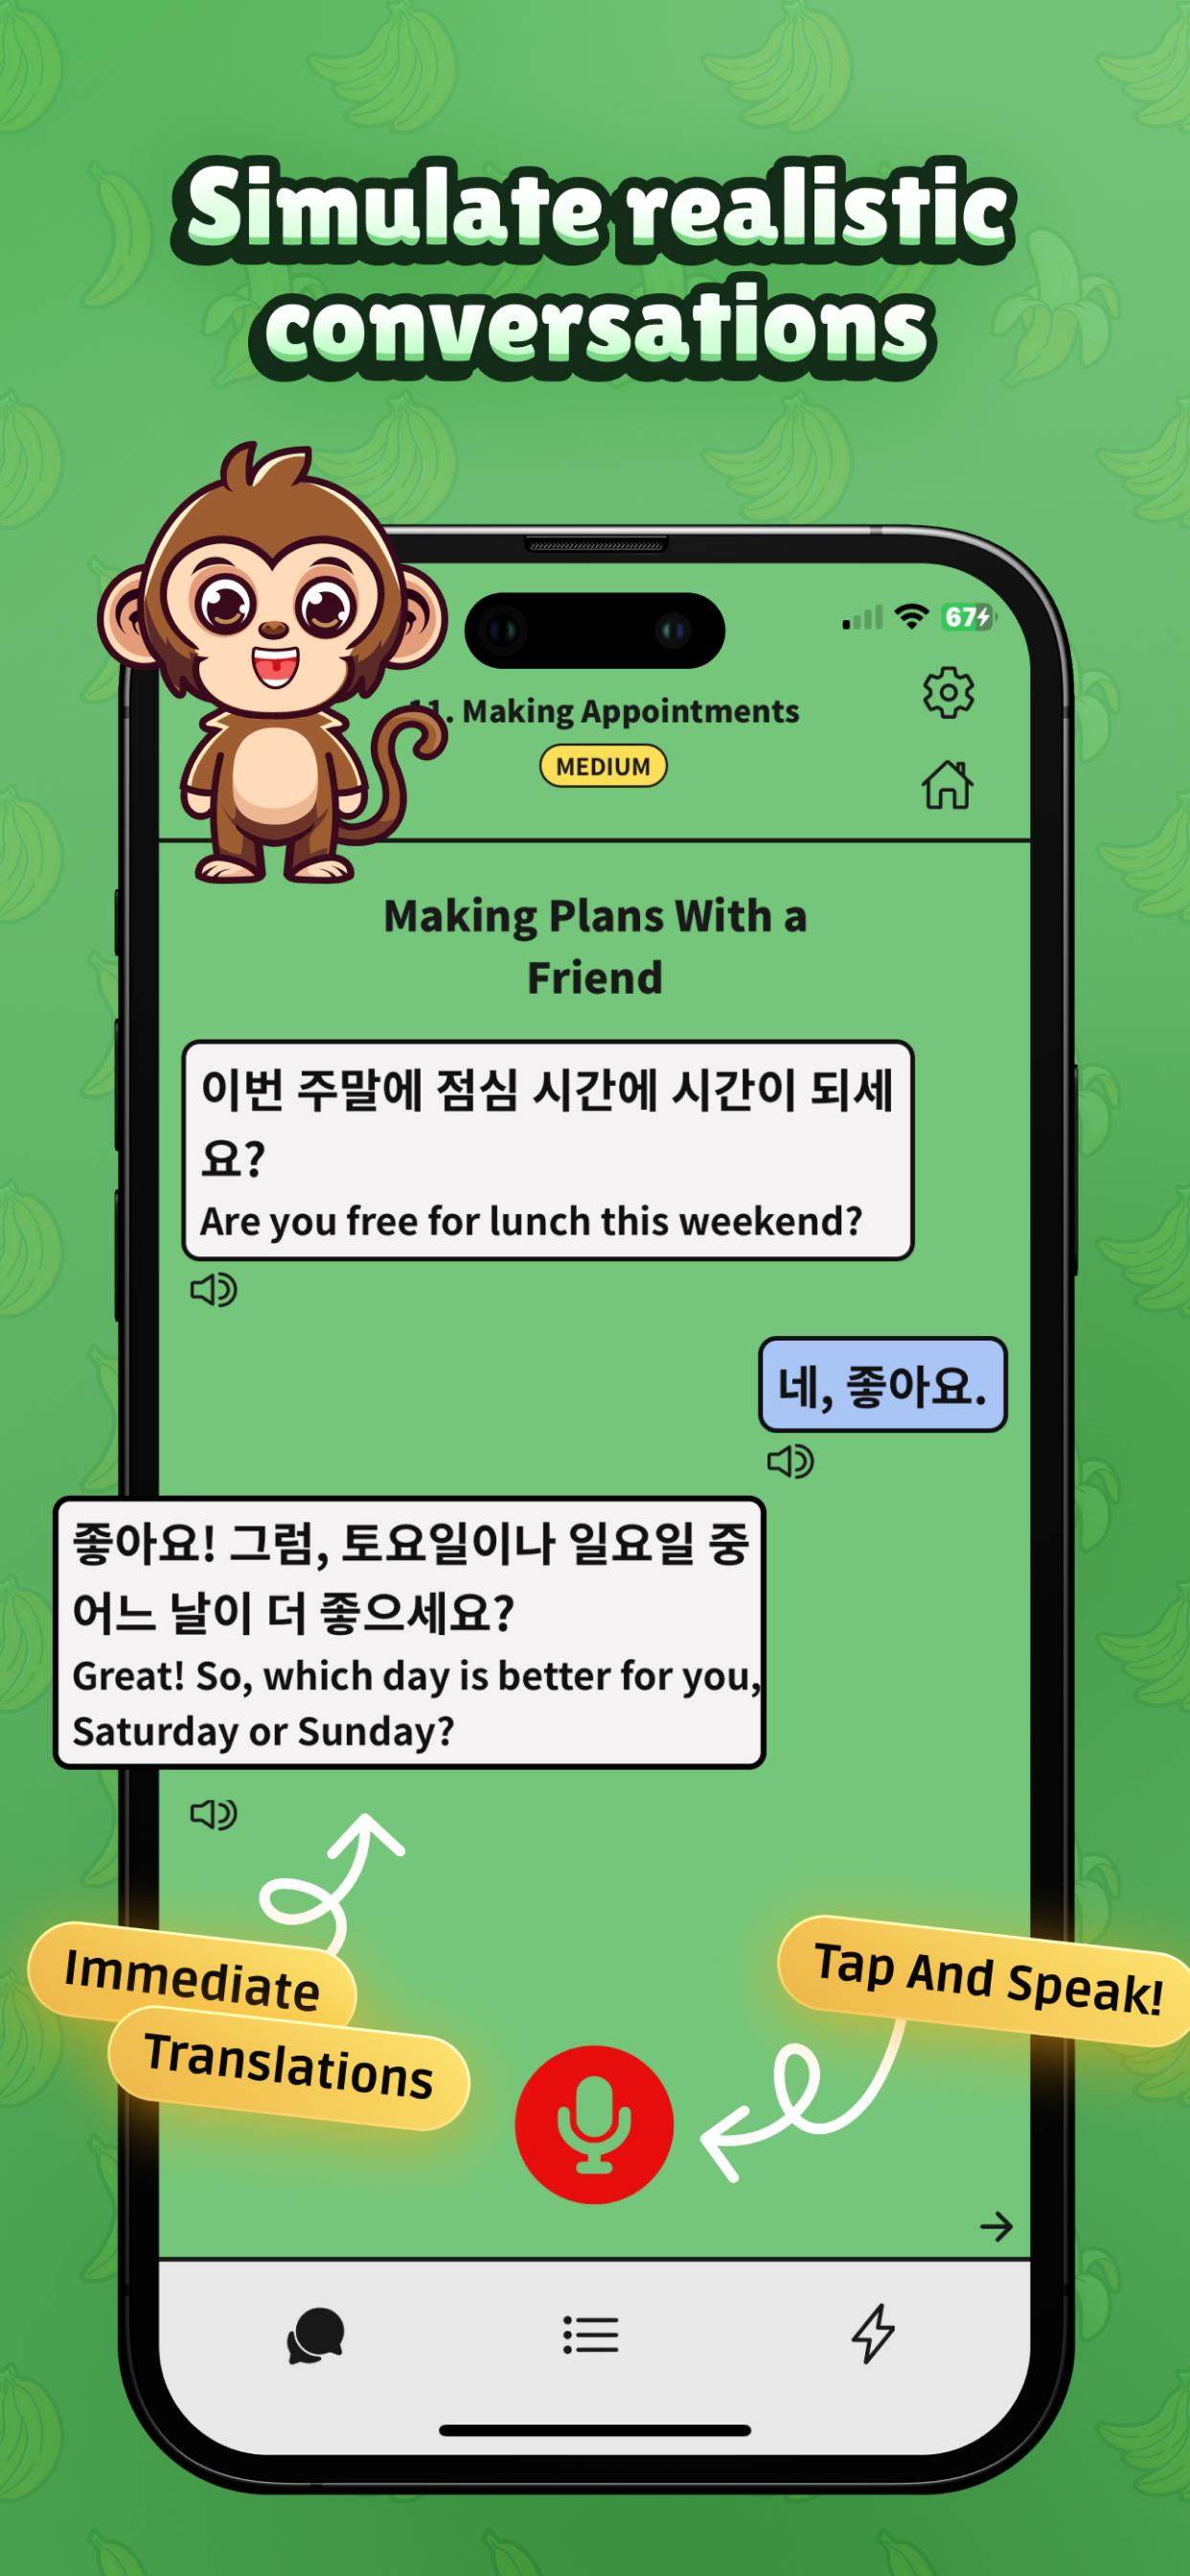 Simulate realistic
conversations
67
11. Making Appointments
MEDIUM
Making Plans With a
Friend
이번 주말에 점심 시간에 시간이 되세
요?
Are you free for lunch this weekend?
네, 좋아요.
좋아요! 그럼, 토요일이나 일요일 중
어느 날이 더 좋으세요?
Great! So, which day is better for you,
Saturday or Sunday?
Immediate
Translations
Tap And Speak!